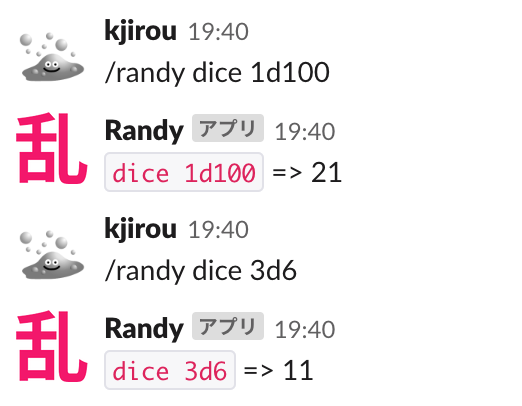 kjirou 19:40
/randy dice 1d100
乱
Randy アプリ 19:40
dice 1d100 => 21
kjirou 19:40
/randy dice 3d6
乱
Randy アプリ 19:40
dice 3d6 => 11